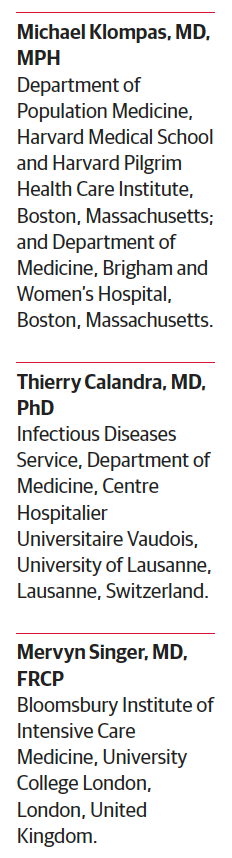 Michael Klompas, MD,
MPH
Department of
Population Medicine,
Harvard Medical School
and Harvard Pilgrim
Health Care Institute,
Boston, Massachusetts;
and Department of
Medicine, Brigham and
Women's Hospital,
Boston, Massachusetts.
Thierry Calandra, MD,
PhD
Infectious Diseases
Service, Department of
Medicine, Centre
Hospitalier
Universitaire Vaudois,
University of Lausanne,
Lausanne, Switzerland.
Mervyn Singer, MD,
FRCP
Bloomsbury Institute of
Intensive Care
Medicine, University
College London,
London, United
Kingdom.